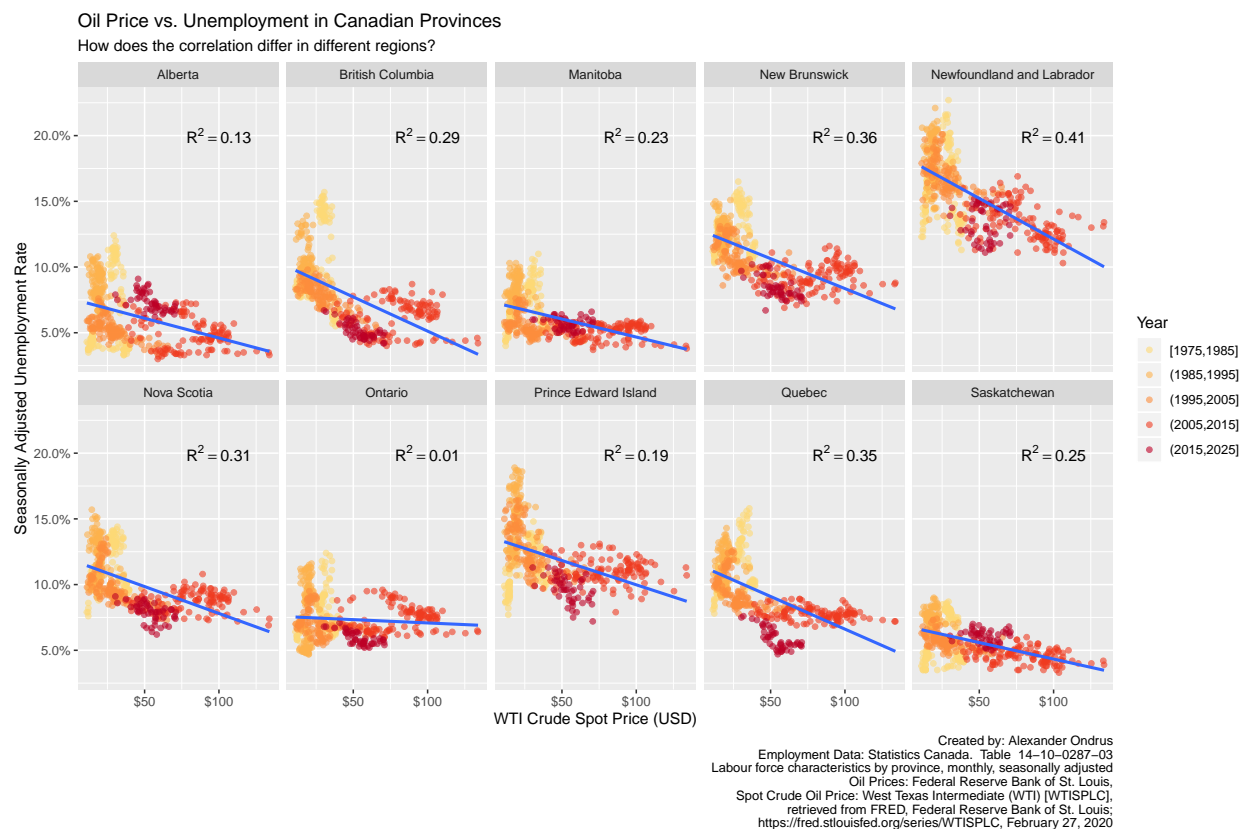 Oil Price vs. Unemployment in Canadian Provinces
How does the correlation differ in different regions?
Alberta
British Columbia
Manitoba
New Brunswick
Newfoundland and Labrador
R² = 0.13
R² = 0.29
R² = 0.23
R² = 0.36
R² = 0.41
20.0%
15.0%
10.0%
5.0%
Nova Scotia
Ontario
Prince Edward Island
Quebec
Saskatchewan
R² = 0.31
R² = 0.01
R² = 0.19
R² = 0.35
R² = 0.25
20.0%
15.0%
10.0%
5.0%
Seasonally Adjusted Unemployment Rate
$50 $100 $50 $100 $50 $100 $50 $100 $50 $100
WTI Crude Spot Price (USD)
Year
[1975,1985]
(1985,1995]
(1995,2005]
(2005,2015]
(2015,2025]
Created by: Alexander Ondrus
Employment Data: Statistics Canada. Table 14−10−0287−03
Labour force characteristics by province, monthly, seasonally adjusted
Oil Prices: Federal Reserve Bank of St. Louis,
Spot Crude Oil Price: West Texas Intermediate (WTI) [WTISPLC],
retrieved from FRED, Federal Reserve Bank of St. Louis;
https://fred.stlouisfed.org/series/WTISPLC, February 27, 2020